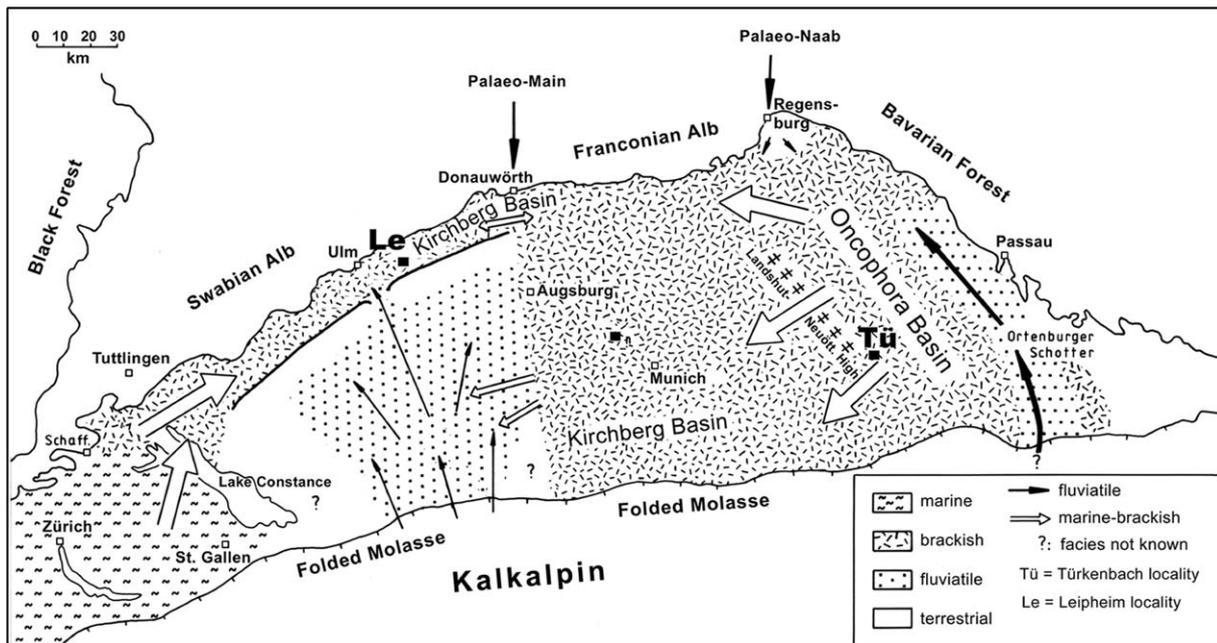 0 10 20 30
km
Palaeo-Main
Palaeo-Naab
Regens-
burg
Franconian Alb
Bavarian Forest
Donauwörth
Black Forest
Swabian Alb
Ulm
Le
Kirchberg Basin
Augsburg
Landshut
Neuött. High
Oncophora Basin
Passau
Tü
Ortenburger
Schotter
Tuttlingen
Munich
Kirchberg Basin
Schaff.
Lake Constance
?
?
?
Zürich
St. Gallen
Folded Molasse
Folded Molasse
Kalkalpin
marine
brackish
fluviatile
terrestrial
fluviatile
marine-brackish
?: facies not known
Tü = Türkenbach locality
Le = Leipheim locality